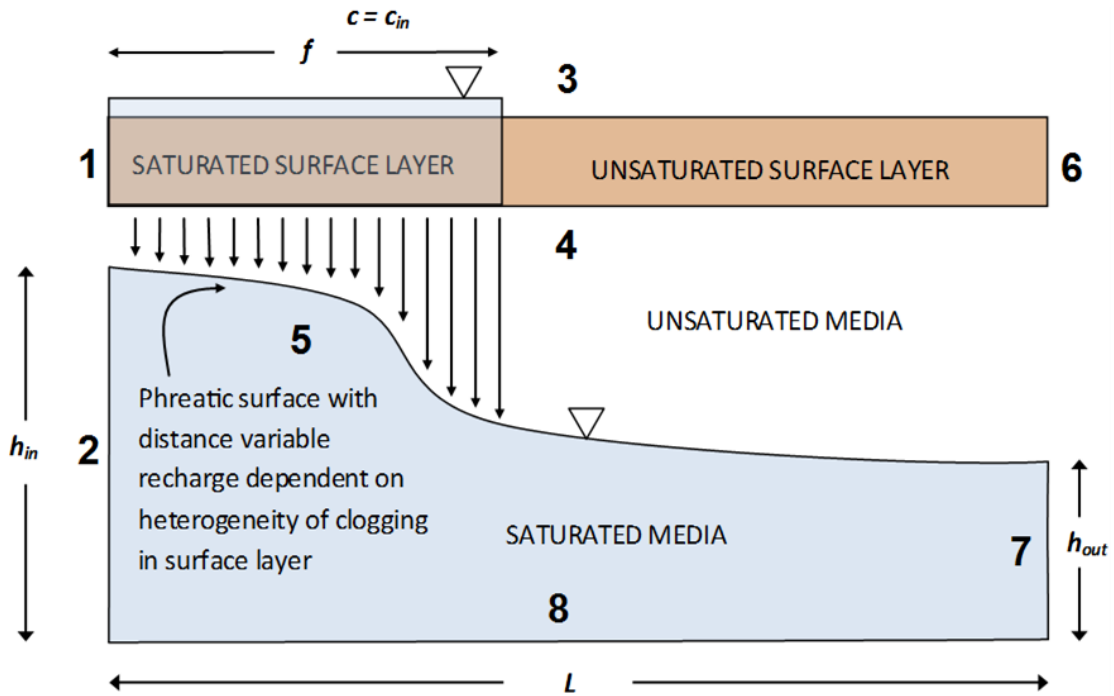 c = cin
f
3
1
SATURATED SURFACE LAYER
UNSATURATED SURFACE LAYER
6
4
UNSATURATED MEDIA
5
Phreatic surface with
distance variable
recharge dependent on
heterogeneity of clogging
in surface layer
hin
2
SATURATED MEDIA
7
hout
8
L